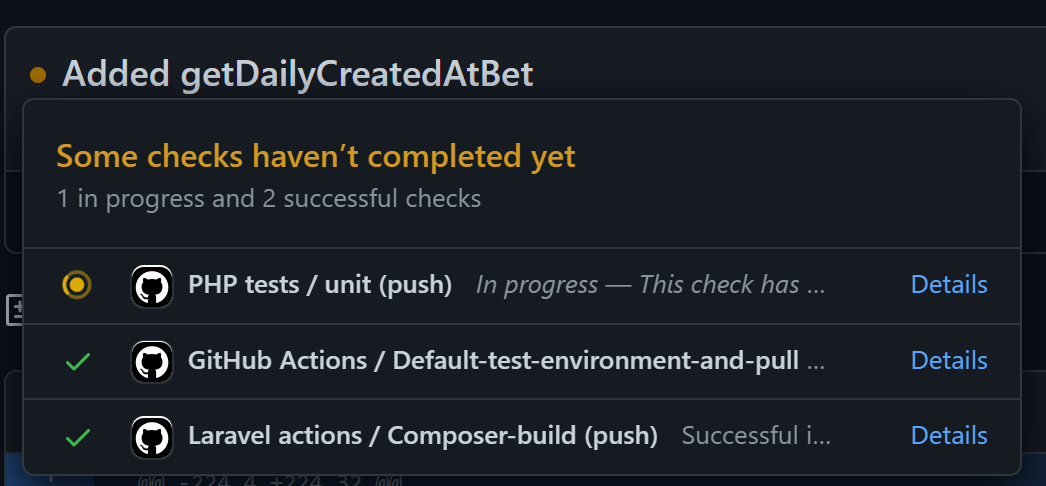 Added getDailyCreatedAtBet
Some checks haven’t completed yet
1 in progress and 2 successful checks
PHP tests / unit (push) In progress — This check has ... Details
GitHub Actions / Default-test-environment-and-pull ... Details
Laravel actions / Composer-build (push) Successful i... Details
@@ -224,4 +224,32 @@